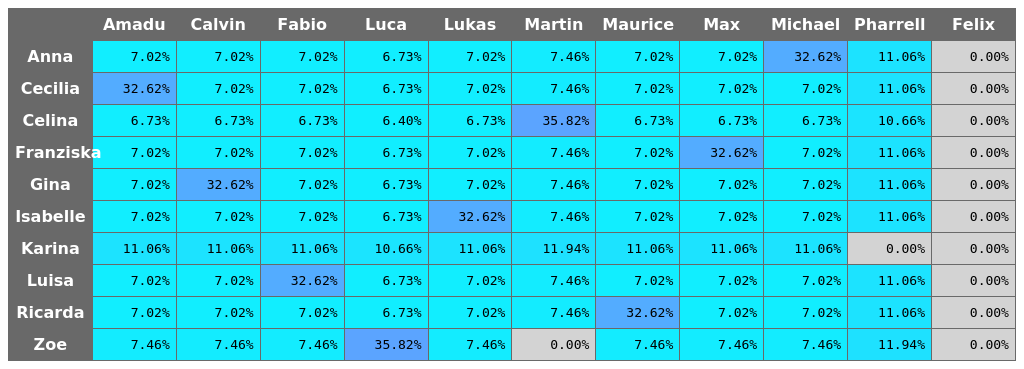 Amadu Calvin Fabio Luca Lukas Martin Maurice Max Michael Pharrell Felix
Anna 7.02% 7.02% 7.02% 6.73% 7.02% 7.46% 7.02% 7.02% 32.62% 11.06% 0.00%
Cecilia 32.62% 7.02% 7.02% 6.73% 7.02% 7.46% 7.02% 7.02% 7.02% 11.06% 0.00%
Celina 6.73% 6.73% 6.73% 6.40% 6.73% 35.82% 6.73% 6.73% 6.73% 10.66% 0.00%
Franziska 7.02% 7.02% 7.02% 6.73% 7.02% 7.46% 7.02% 32.62% 7.02% 11.06% 0.00%
Gina 7.02% 32.62% 7.02% 6.73% 7.02% 7.46% 7.02% 7.02% 7.02% 11.06% 0.00%
Isabelle 7.02% 7.02% 7.02% 6.73% 32.62% 7.46% 7.02% 7.02% 7.02% 11.06% 0.00%
Karina 11.06% 11.06% 11.06% 10.66% 11.06% 11.94% 11.06% 11.06% 11.06% 0.00% 0.00%
Luisa 7.02% 7.02% 32.62% 6.73% 7.02% 7.46% 7.02% 7.02% 7.02% 11.06% 0.00%
Ricarda 7.02% 7.02% 7.02% 6.73% 7.02% 7.46% 32.62% 7.02% 7.02% 11.06% 0.00%
Zoe 7.46% 7.46% 7.46% 35.82% 7.46% 0.00% 7.46% 7.46% 7.46% 11.94% 0.00%